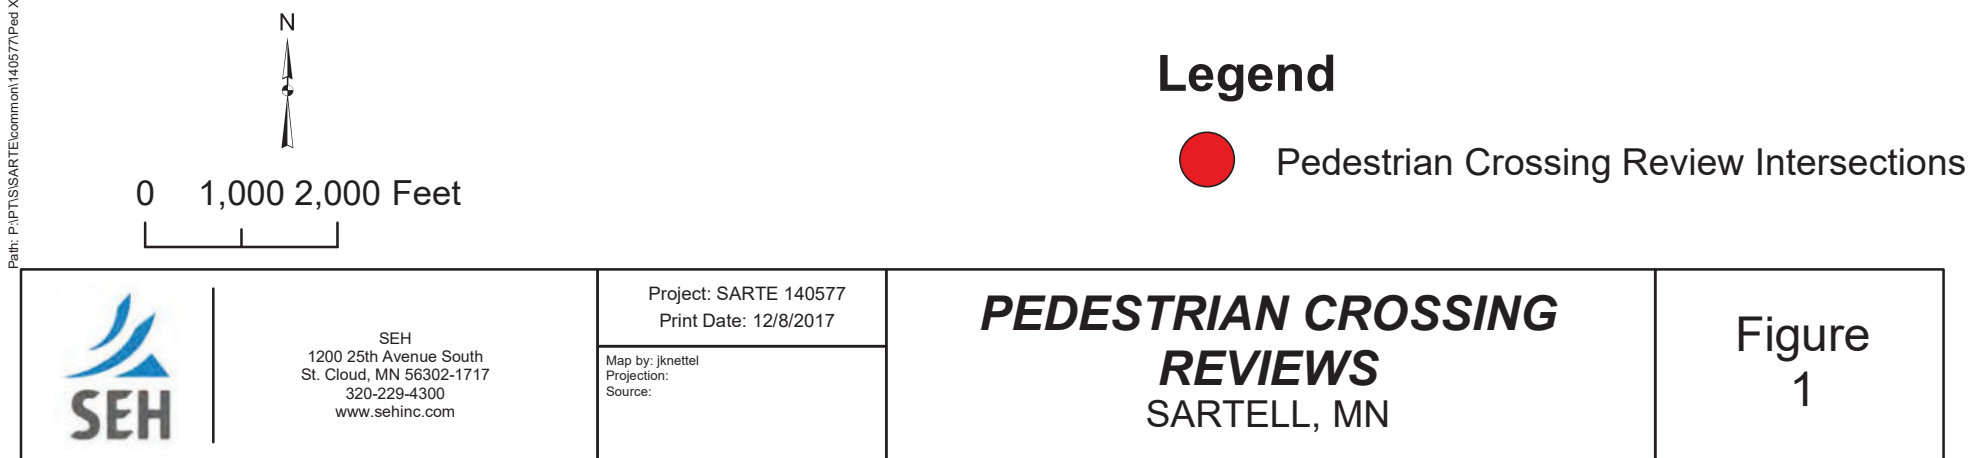 Path: P:\PT\S\SARTE\common\140577\Ped X
N
0 1,000 2,000 Feet
Legend
Pedestrian Crossing Review Intersections
SEH
SEH
1200 25th Avenue South
St. Cloud, MN 56302-1717
320-229-4300
www.sehinc.com
Project: SARTE 140577
Print Date: 12/8/2017
Map by: jknettel
Projection:
Source:
PEDESTRIAN CROSSING
REVIEWS
SARTELL, MN
Figure
1